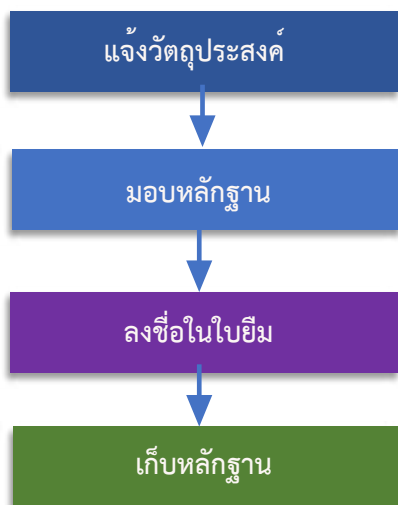 แจ้งวัตถุประสงค์
มอบหลักฐาน
ลงชื่อในใบยืม
เก็บหลักฐาน